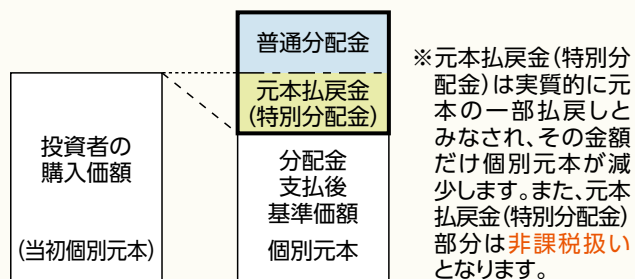 投資者の
購入価額
(当初個別元本)
普通分配金
元本払戻金
(特別分配金)
分配金
支払後
基準価額
個別元本
※元本払戻金(特別分
配金)は実質的に元
本の一部払戻しと
みなされ、その金額
だけ個別元本が減
少します。また、元本
払戻金(特別分配金)
部分は非課税扱い
となります。